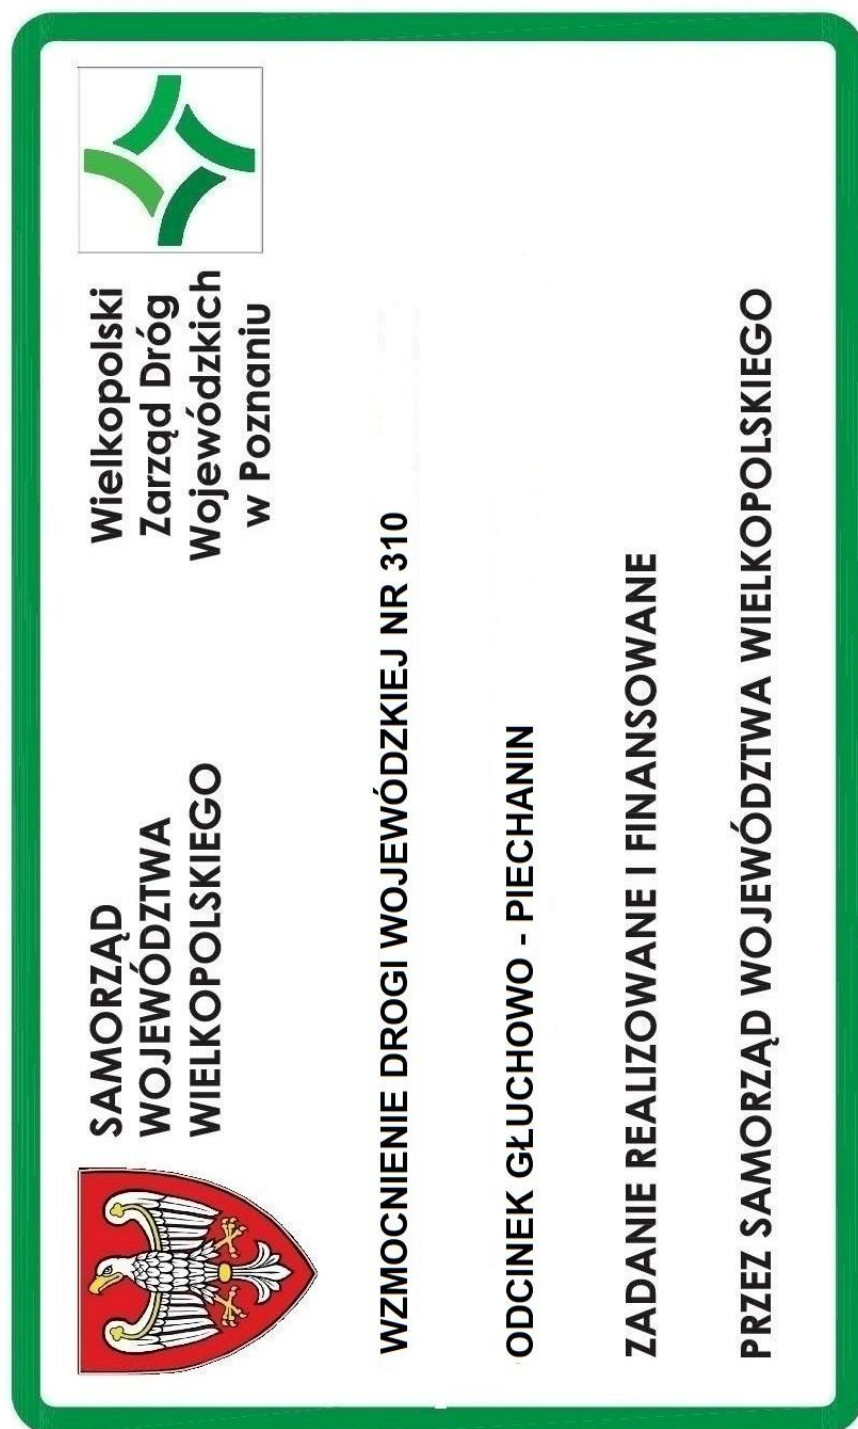 SAMORZĄD
WOJEWÓDZTWA
WIELKOPOLSKIEGO
Wielkopolski
Zarząd Dróg
Wojewódzkich
w Poznaniu
WZMOCNIENIE DROGI WOJEWÓDZKIEJ NR 310
ODCINEK GŁUCHOWO - PIECHANIN
ZADANIE REALIZOWANE I FINANSOWANE
PRZEZ SAMORZĄD WOJEWÓDZTWA WIELKOPOLSKIEGO